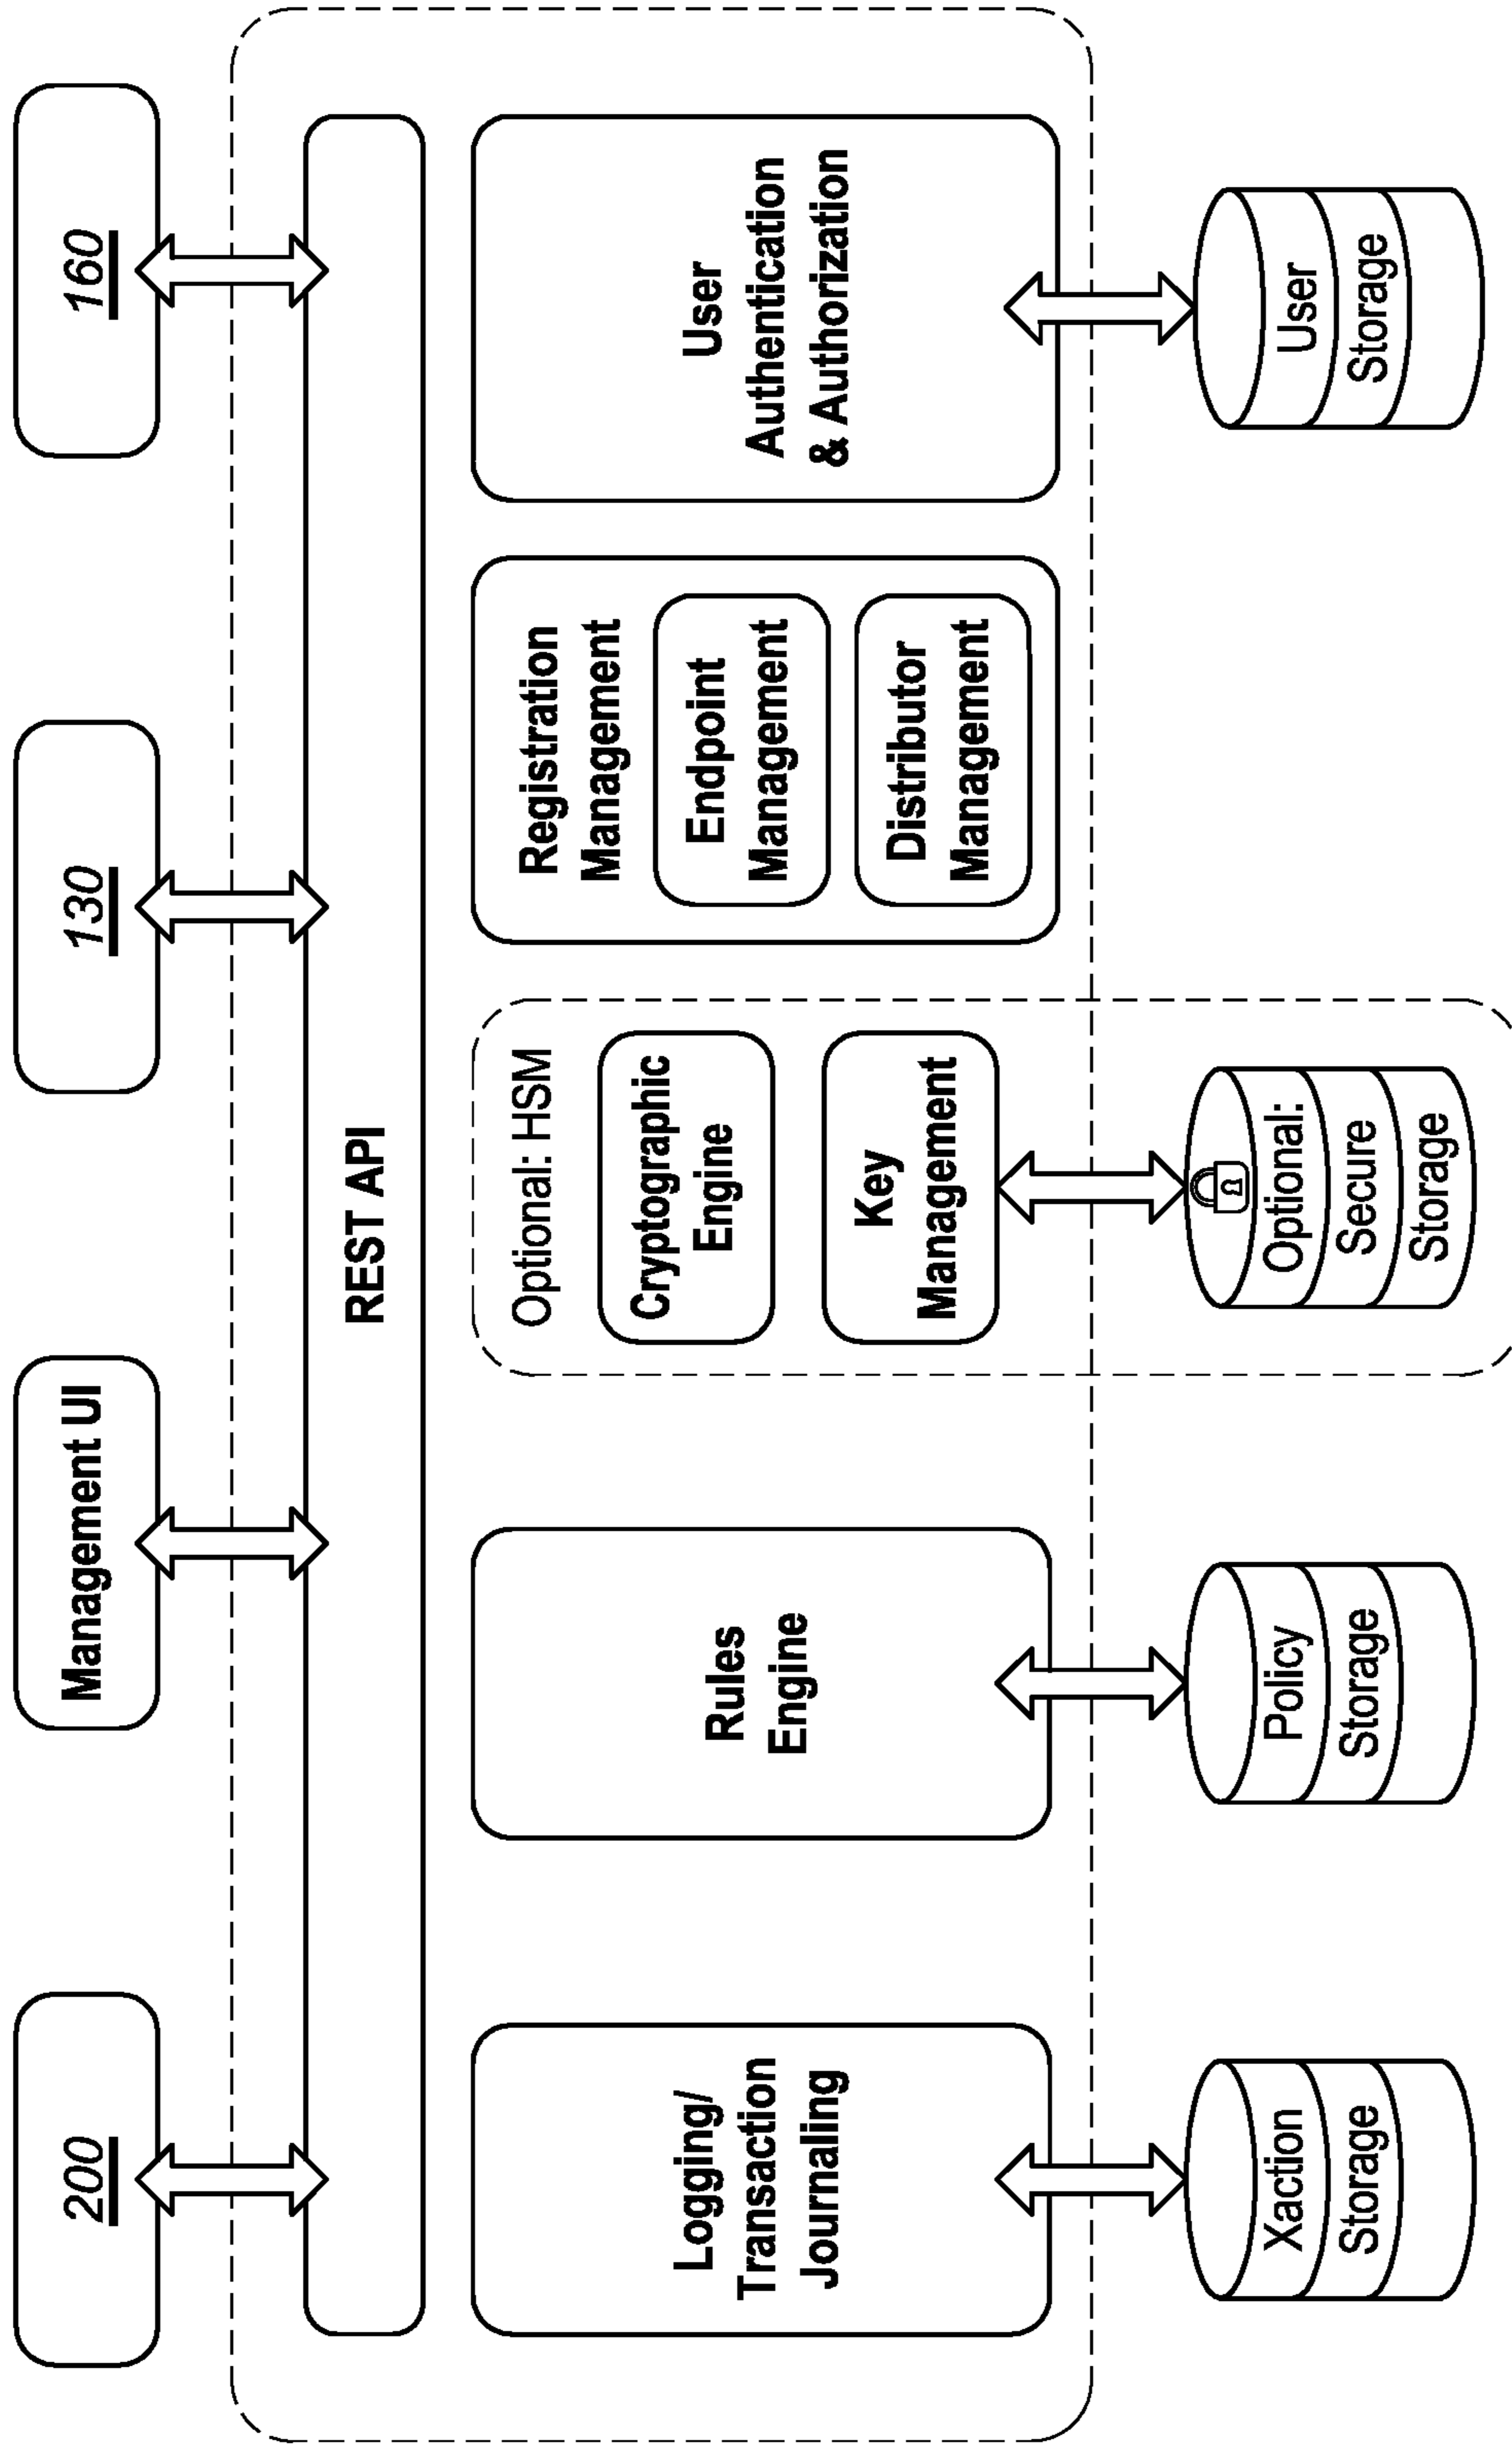 200
Management UI
130
160
REST API
Logging/
Transaction
Journaling
Rules
Engine
Optional: HSM
Cryptographic
Engine
Key
Management
Registration
Management
Endpoint
Management
Distributor
Management
User
Authentication
& Authorization
Xaction
Storage
Policy
Storage
Optional:
Secure
Storage
User
Storage